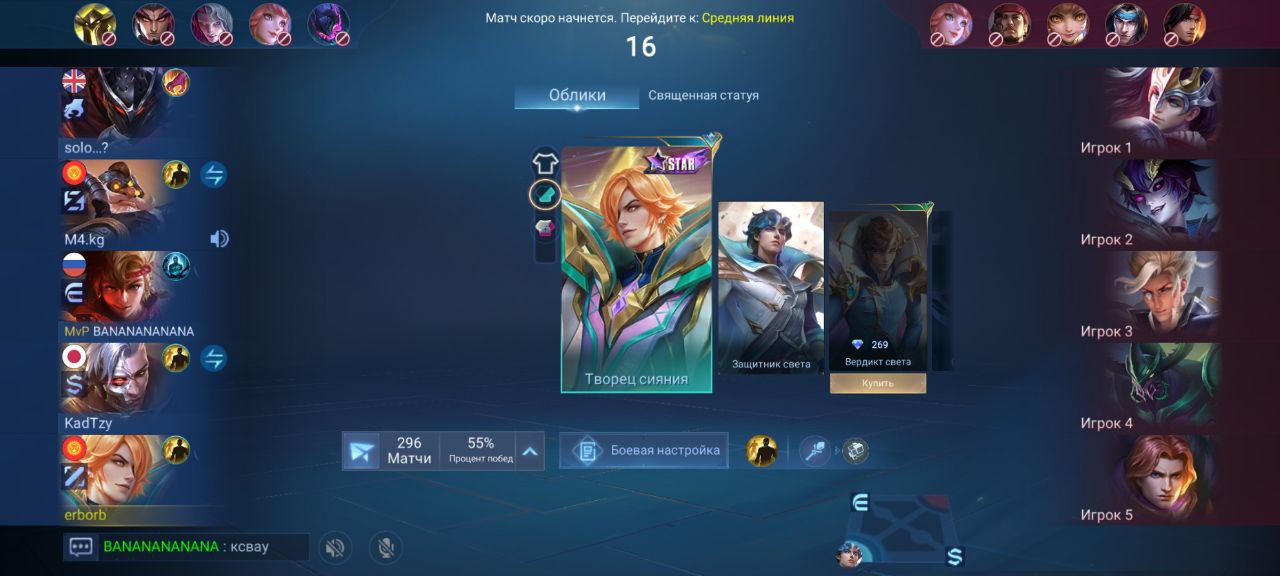 Матч скоро начнется. Перейдите к: Средняя линия
16
Облики
Священная статуя
solo...?
M4.kg
MvP BANANANANANA
KadTzy
erborb
STAR
Творец сияния
Защитник света
269
Вердикт света
Купить
Игрок 1
Игрок 2
Игрок 3
Игрок 4
Игрок 5
296
Матчи
55%
Процент побед
Боевая настройка
BANANANANANA : ксвау